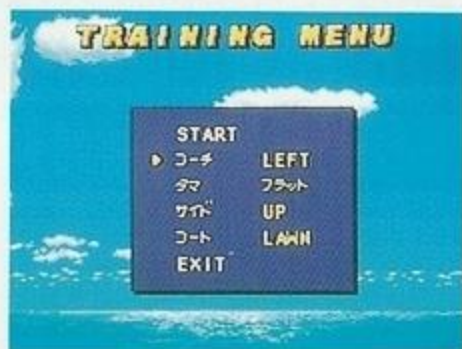 TRAINING MENU
START
コーチ LEFT
タマ フラット
サイド UP
コート LAWN
EXIT